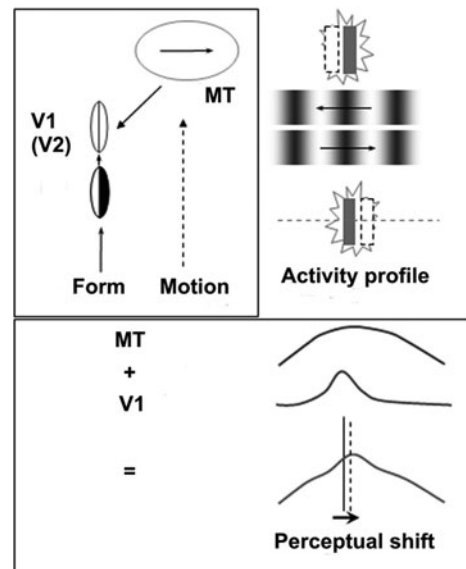 MT
V1
(V2)
Form Motion
Activity profile
MT
+
V1
=
Perceptual shift